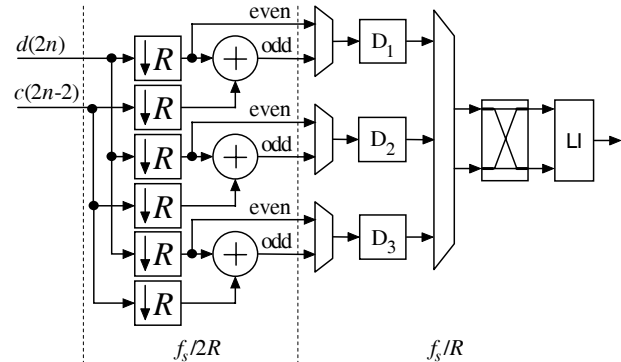 even
d(2n)
↓R
+
odd
D1
c(2n-2)
↓R
even
↓R
+
odd
D2
LI
↓R
even
↓R
+
odd
D3
↓R
fs/2R
fs/R